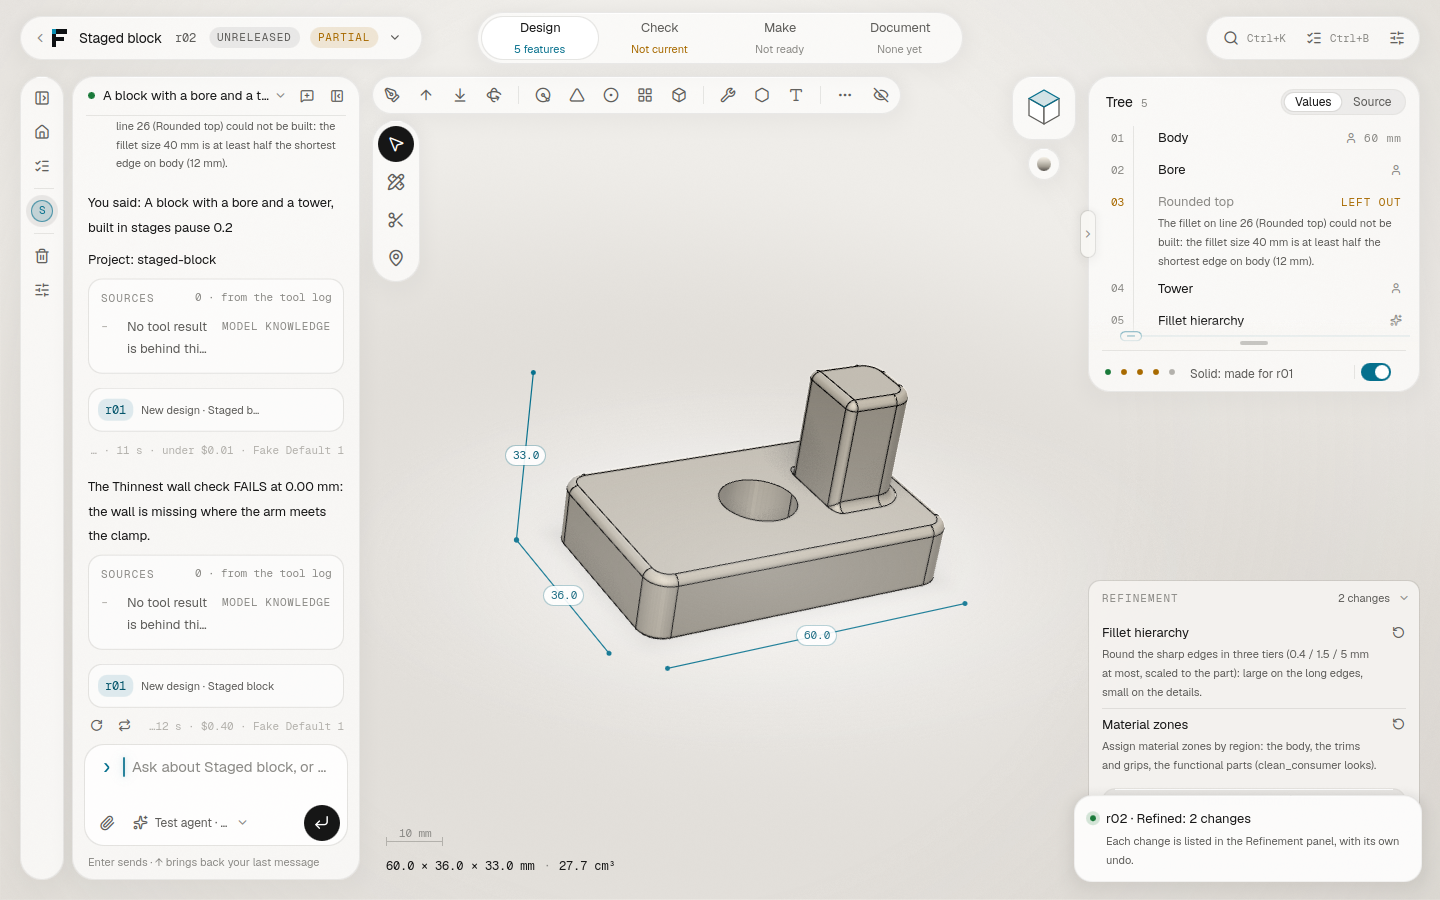 Staged block r02 UNRELEASED PARTIAL
Design
5 features
Check
Not current
Make
Not ready
Document
None yet
Ctrl+K
Ctrl+B
S
A block with a bore and a t...
line 26 (Rounded top) could not be built: the
fillet size 40 mm is at least half the shortest
edge on body (12 mm).
You said: A block with a bore and a tower,
built in stages pause 0.2
Project: staged-block
SOURCES 0 · from the tool log
– No tool result MODEL KNOWLEDGE
is behind thi...
r01 New design · Staged b...
... · 11 s · under $0.01 · Fake Default 1
The Thinnest wall check FAILS at 0.00 mm:
the wall is missing where the arm meets
the clamp.
SOURCES 0 · from the tool log
– No tool result MODEL KNOWLEDGE
is behind thi...
r01 New design · Staged block
...12 s · $0.40 · Fake Default 1
Ask about Staged block, or ...
Test agent · ...
Enter sends · ↑ brings back your last message
33.0
36.0
60.0
10 mm
60.0 × 36.0 × 33.0 mm · 27.7 cm³
Tree 5
Values Source
01 Body 60 mm
02 Bore
03 Rounded top LEFT OUT
The fillet on line 26 (Rounded top) could not be
built: the fillet size 40 mm is at least half the
shortest edge on body (12 mm).
04 Tower
05 Fillet hierarchy
Solid: made for r01
REFINEMENT 2 changes
Fillet hierarchy
Round the sharp edges in three tiers (0.4 / 1.5 / 5 mm
at most, scaled to the part): large on the long edges,
small on the details.
Material zones
Assign material zones by region: the body, the trims
and grips, the functional parts (clean_consumer looks).
r02 · Refined: 2 changes
Each change is listed in the Refinement panel, with its own
undo.